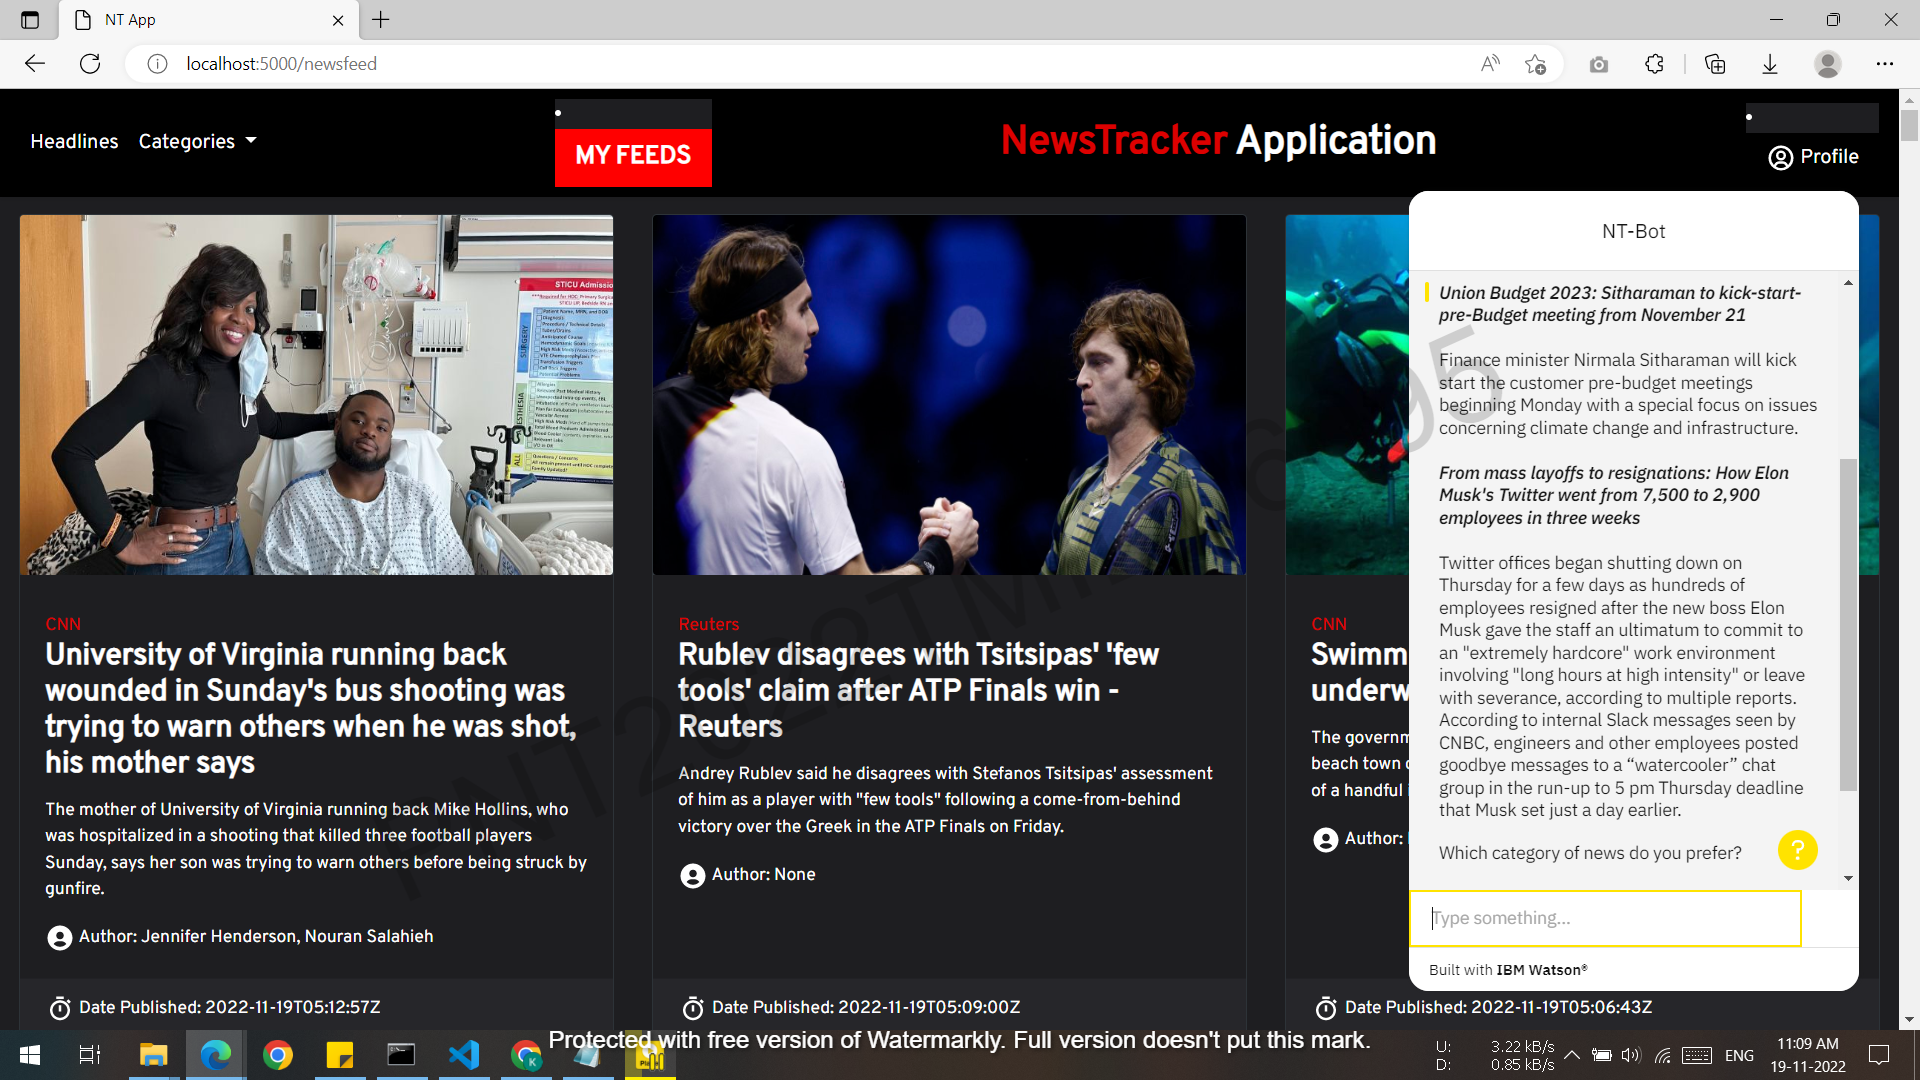 NT App
localhost:5000/newsfeed
Headlines
Categories
MY FEEDS
NewsTracker Application
Profile
STICU Admission
CNN
University of Virginia running back
wounded in Sunday's bus shooting was
trying to warn others when he was shot,
his mother says
The mother of University of Virginia running back Mike Hollins, who
was hospitalized in a shooting that killed three football players
Sunday, says her son was trying to warn others before being struck by
gunfire.
Author: Jennifer Henderson, Nouran Salahieh
Date Published: 2022-11-19T05:12:57Z
Reuters
Rublev disagrees with Tsitsipas' 'few
tools' claim after ATP Finals win -
Reuters
Andrey Rublev said he disagrees with Stefanos Tsitsipas' assessment
of him as a player with "few tools" following a come-from-behind
victory over the Greek in the ATP Finals on Friday.
Author: None
Date Published: 2022-11-19T05:09:00Z
CNN
Swimm
underw
The governm
beach town
of a handful
Author:
Date Published: 2022-11-19T05:06:43Z
NT-Bot
Union Budget 2023: Sitharaman to kick-start-
pre-Budget meeting from November 21
Finance minister Nirmala Sitharaman will kick
start the customer pre-budget meetings
beginning Monday with a special focus on issues
concerning climate change and infrastructure.
From mass layoffs to resignations: How Elon
Musk's Twitter went from 7,500 to 2,900
employees in three weeks
Twitter offices began shutting down on
Thursday for a few days as hundreds of
employees resigned after the new boss Elon
Musk gave the staff an ultimatum to commit to
an "extremely hardcore" work environment
involving "long hours at high intensity" or leave
with severance, according to multiple reports.
According to internal Slack messages seen by
CNBC, engineers and other employees posted
goodbye messages to a “watercooler” chat
group in the run-up to 5 pm Thursday deadline
that Musk set just a day earlier.
Which category of news do you prefer?
?
Type something...
Built with IBM Watson®
Protected with free version of Watermarkly. Full version doesn't put this mark.
U: 3.22 kB/s
D: 0.85 kB/s
ENG
11:09 AM
19-11-2022